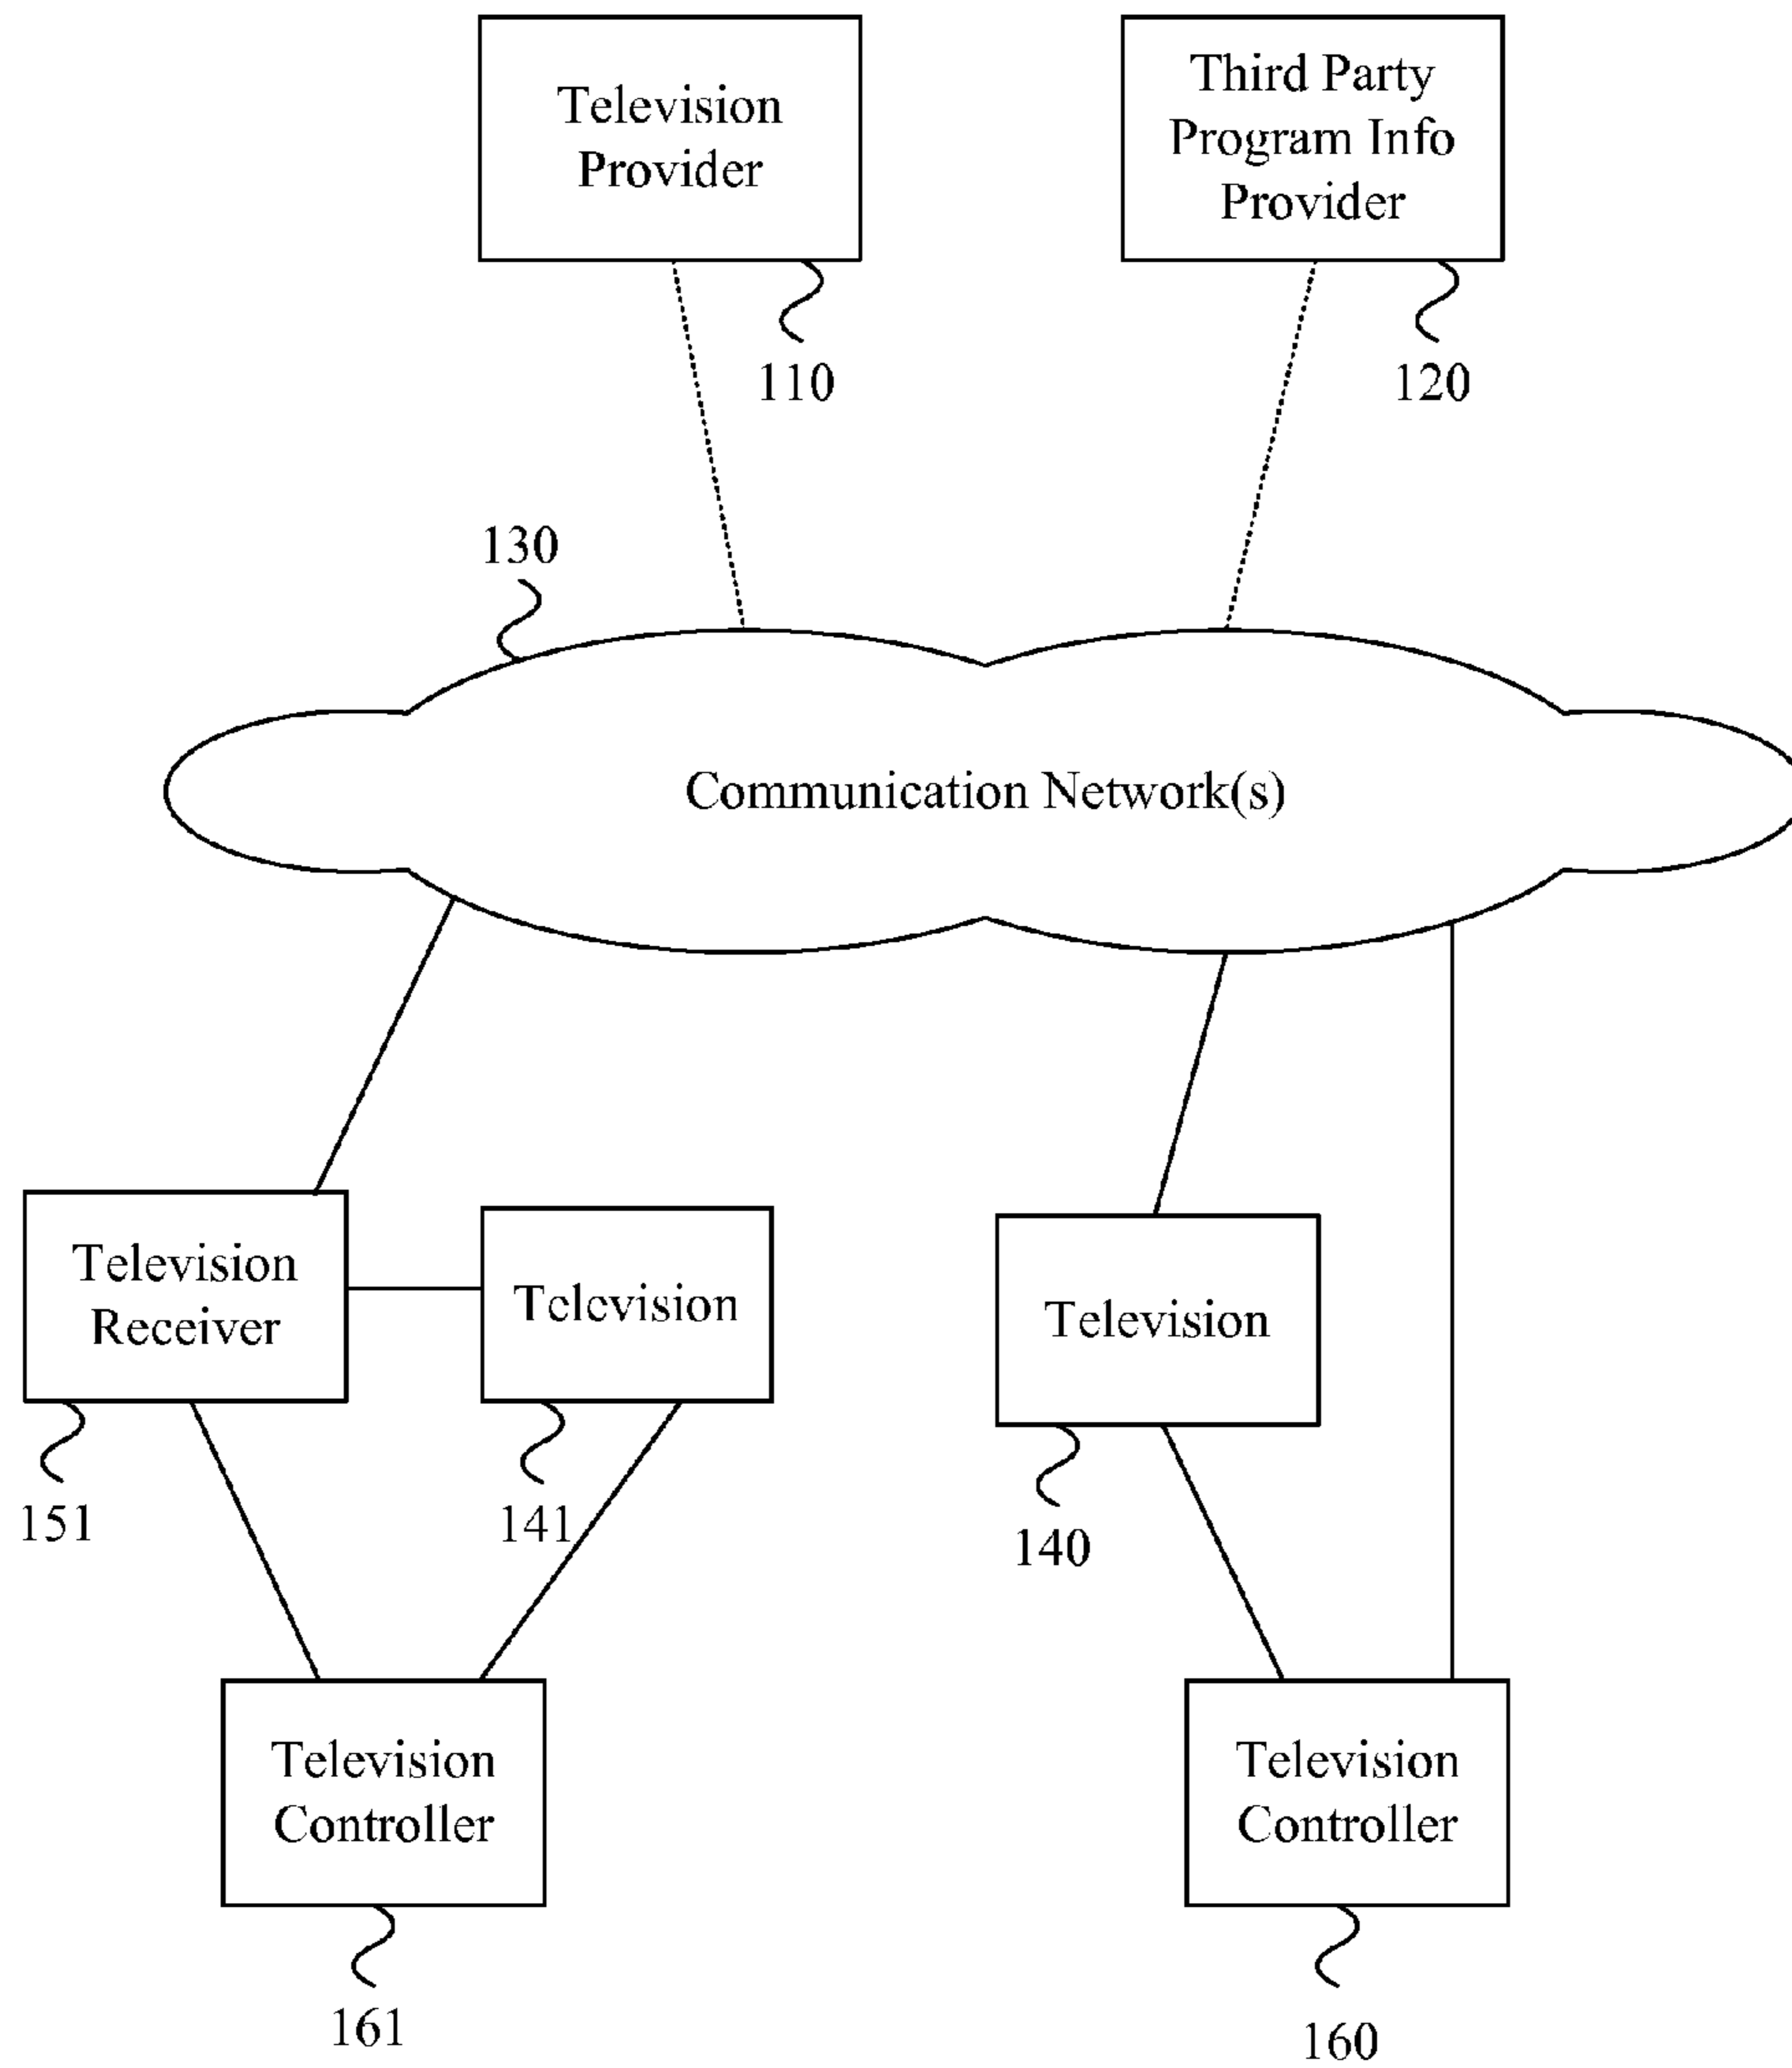 Television
Provider
Third Party
Program Info
Provider
110
120
130
Communication Network(s)
Television
Receiver
Television
Television
151
141
140
Television
Controller
Television
Controller
161
160